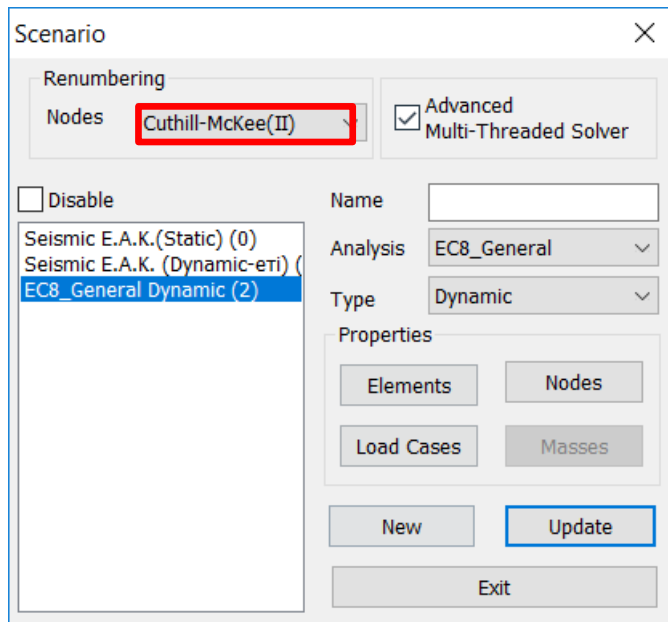 Scenario
Renumbering
Nodes
Cuthill-McKee(II)
Advanced
Multi-Threaded Solver
Disable
Seismic E.A.K.(Static) (0)
Seismic E.A.K. (Dynamic-ετι) (
EC8_General Dynamic (2)
Name
Analysis
EC8_General
Type
Dynamic
Properties
Elements
Nodes
Load Cases
Masses
New
Update
Exit